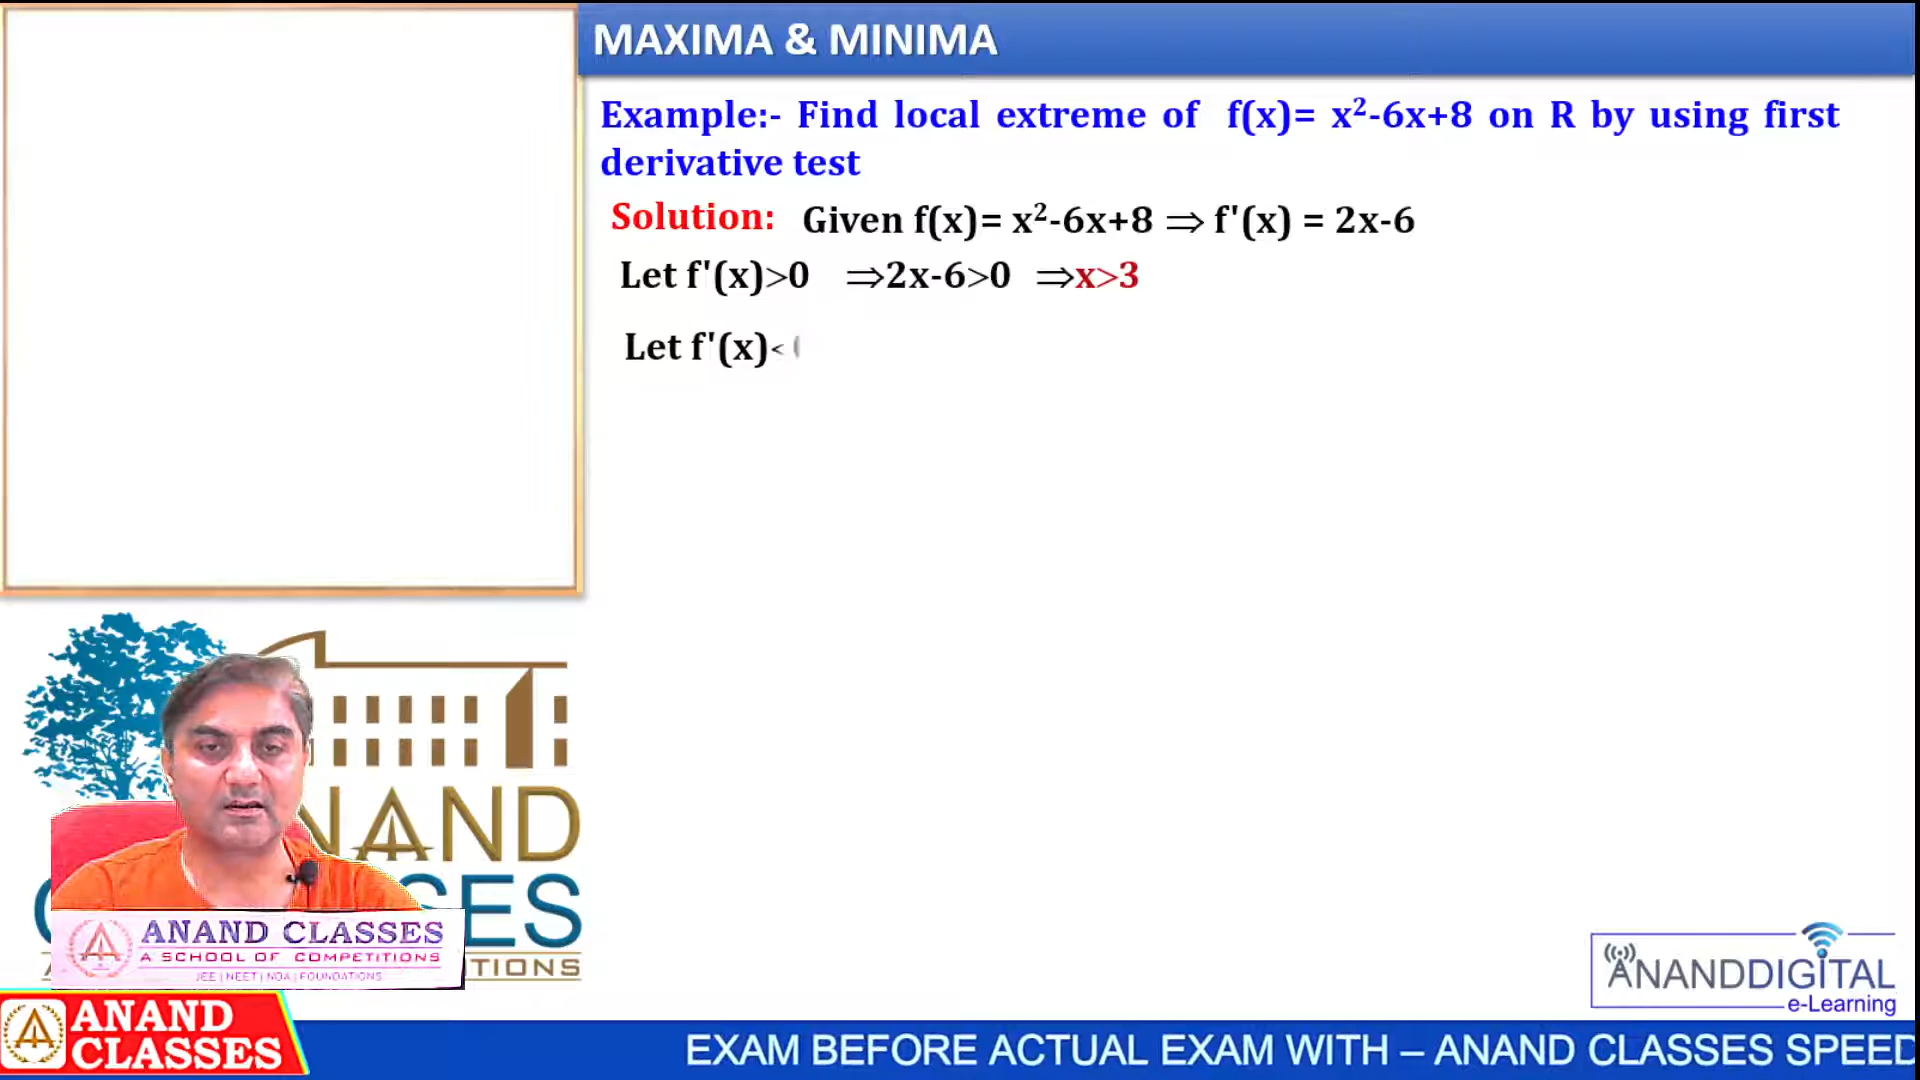 MAXIMA & MINIMA
Example:- Find local extreme of f(x)= x²-6x+8 on R by using first
derivative test
Solution: Given f(x)= x²-6x+8 ⇒ f'(x) = 2x-6
Let f'(x)>0 ⇒2x-6>0 ⇒x>3
Let f'(x)<
ANAND CLASSES
A SCHOOL OF COMPETITIONS
JEE | NEET | NDA | FOUNDATIONS
ANANDDIGITAL
e-Learning
ANAND
CLASSES
EXAM BEFORE ACTUAL EXAM WITH – ANAND CLASSES SPEED